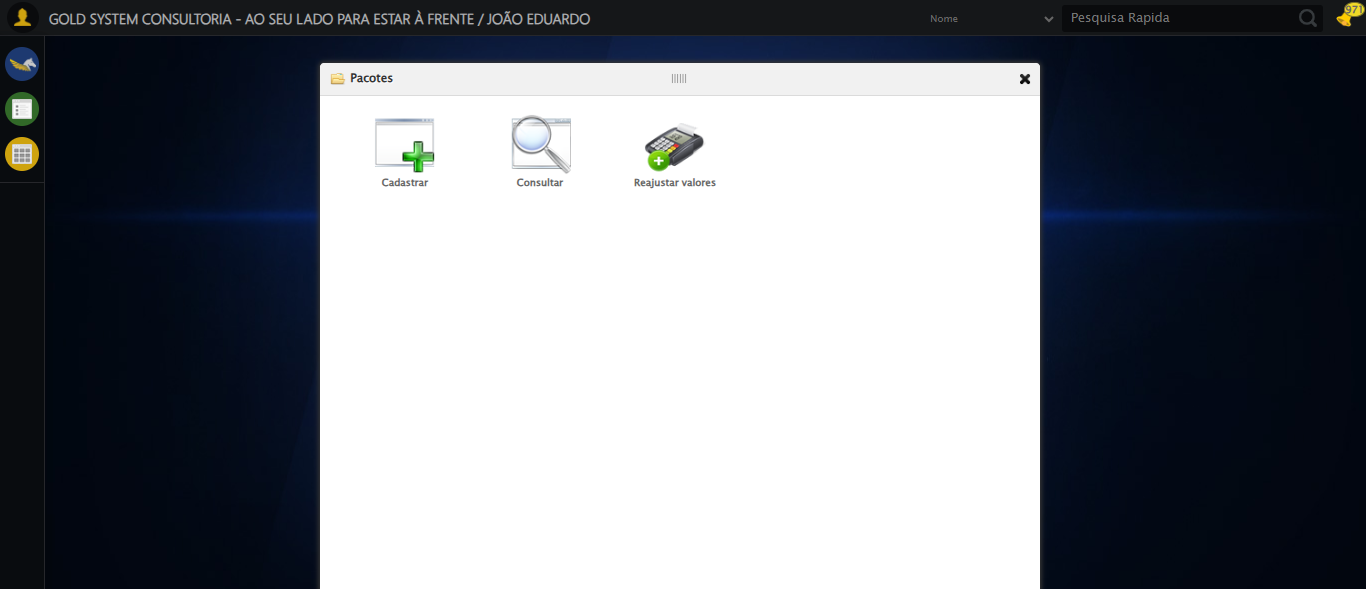 GOLD SYSTEM CONSULTORIA - AO SEU LADO PARA ESTAR À FRENTE / JOÃO EDUARDO
Nome
Pesquisa Rapida
971
Pacotes
Cadastrar
Consultar
Reajustar valores